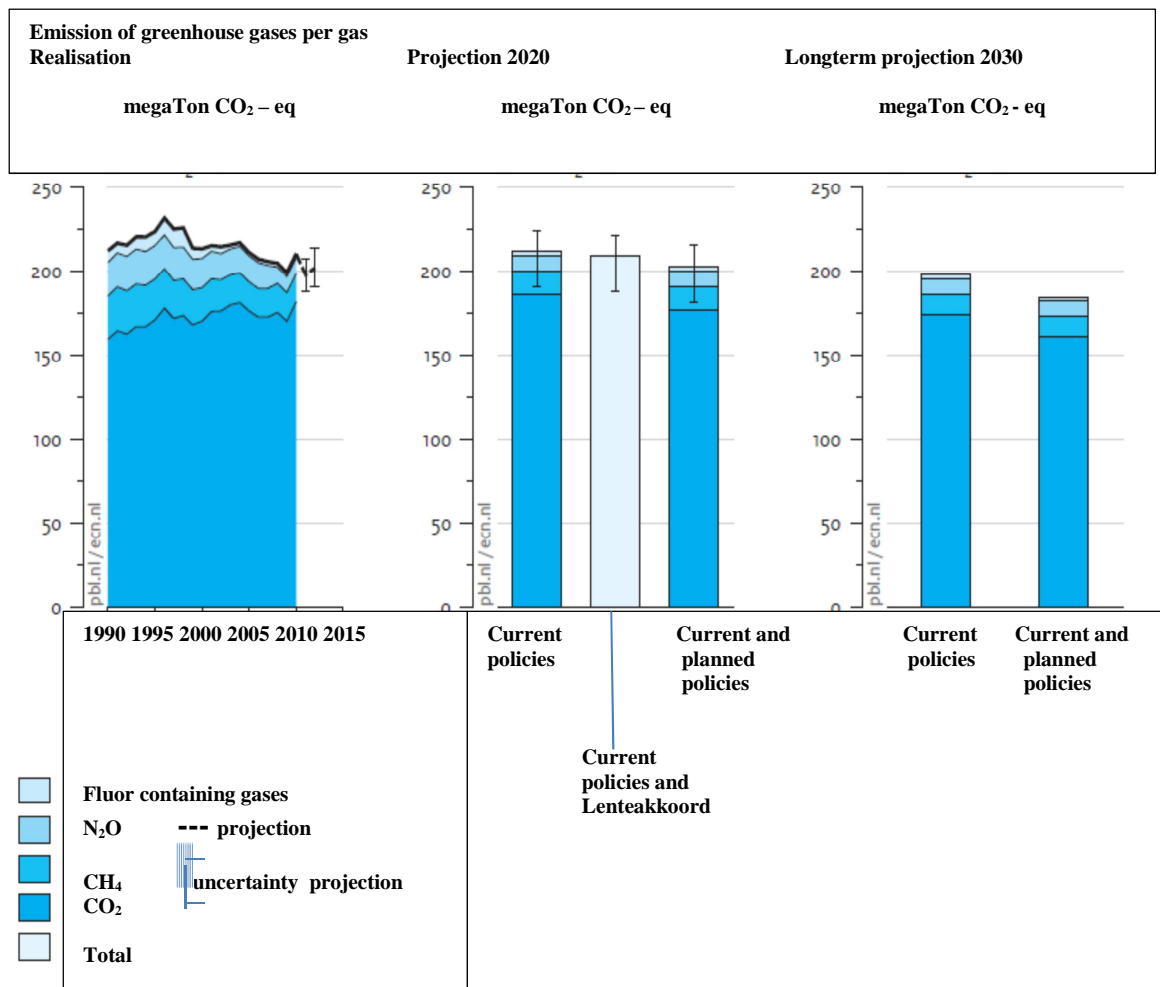 Emission of greenhouse gases per gas
Realisation Projection 2020 Longterm projection 2030
megaTon CO₂ – eq megaTon CO₂ – eq megaTon CO₂ - eq
250 250 250
200 200 200
150 150 150
100 100 100
50 50 50
0 0 0
pbl.nl / ecn.nl pbl.nl / ecn.nl pbl.nl / ecn.nl
1990 1995 2000 2005 2010 2015
Current
policies
Current and
planned
policies
Current
policies
Current and
planned
policies
Current
policies and
Lenteakkoord
Fluor containing gases
N₂O projection
CH₄ uncertainty projection
CO₂
Total